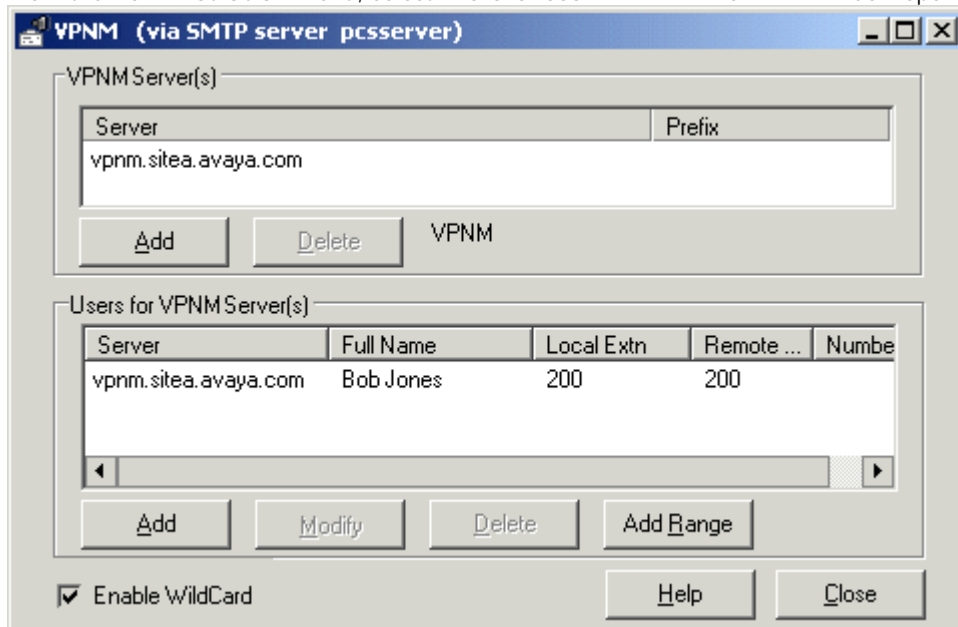 VPNM (via SMTP server pcsserver)
VPNM Server(s)
Server Prefix
vpnm.sitea.avaya.com
Add Delete VPNM
Users for VPNM Server(s)
Server Full Name Local Extn Remote ... Numbe
vpnm.sitea.avaya.com Bob Jones 200 200
Add Modify Delete Add Range
Enable WildCard Help Close